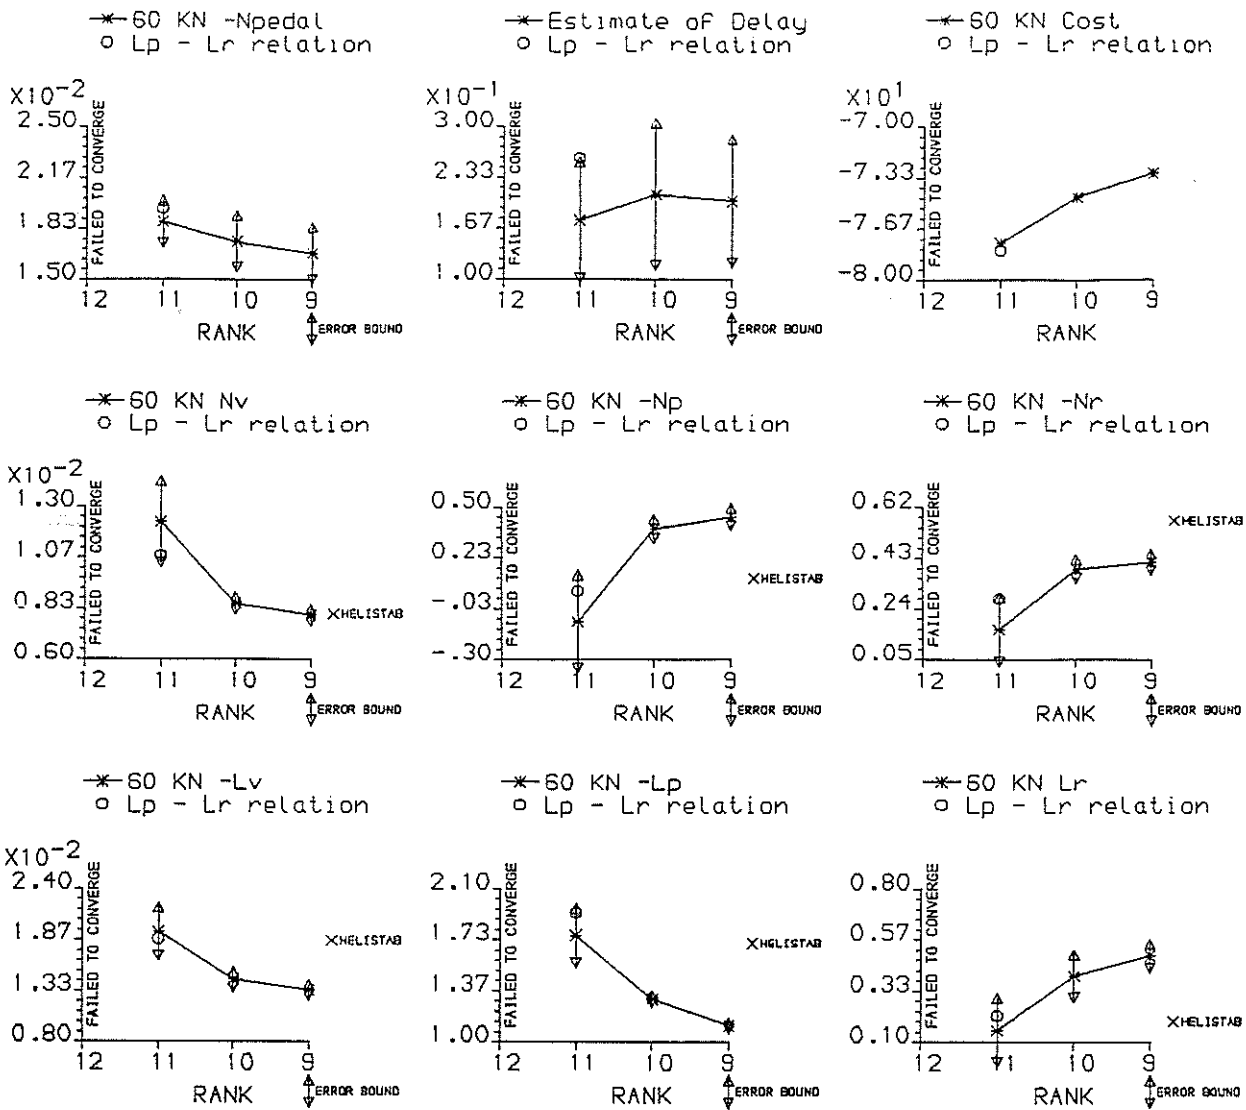 60 KN -Npedal
Lp - Lr relation
X10-2
2.50
2.17
1.83
1.50
FAILED TO CONVERGE
12 11 10 9
RANK
ERROR BOUND
Estimate of Delay
Lp - Lr relation
X10-1
3.00
2.33
1.67
1.00
FAILED TO CONVERGE
12 11 10 9
RANK
ERROR BOUND
60 KN Cost
Lp - Lr relation
X101
-7.00
-7.33
-7.67
-8.00
FAILED TO CONVERGE
12 11 10 9
RANK
60 KN Nv
Lp - Lr relation
X10-2
1.30
1.07
0.83
0.60
FAILED TO CONVERGE
HELISTAB
12 11 10 9
RANK
ERROR BOUND
60 KN -Np
Lp - Lr relation
0.50
0.23
-.03
-.30
FAILED TO CONVERGE
HELISTAB
12 11 10 9
RANK
ERROR BOUND
60 KN -Nr
Lp - Lr relation
0.62
0.43
0.24
0.05
FAILED TO CONVERGE
HELISTAB
12 11 10 9
RANK
ERROR BOUND
60 KN -Lv
Lp - Lr relation
X10-2
2.40
1.87
1.33
0.80
FAILED TO CONVERGE
HELISTAB
12 11 10 9
RANK
ERROR BOUND
60 KN -Lp
Lp - Lr relation
2.10
1.73
1.37
1.00
FAILED TO CONVERGE
HELISTAB
12 11 10 9
RANK
ERROR BOUND
60 KN Lr
Lp - Lr relation
0.80
0.57
0.33
0.10
FAILED TO CONVERGE
HELISTAB
12 11 10 9
RANK
ERROR BOUND